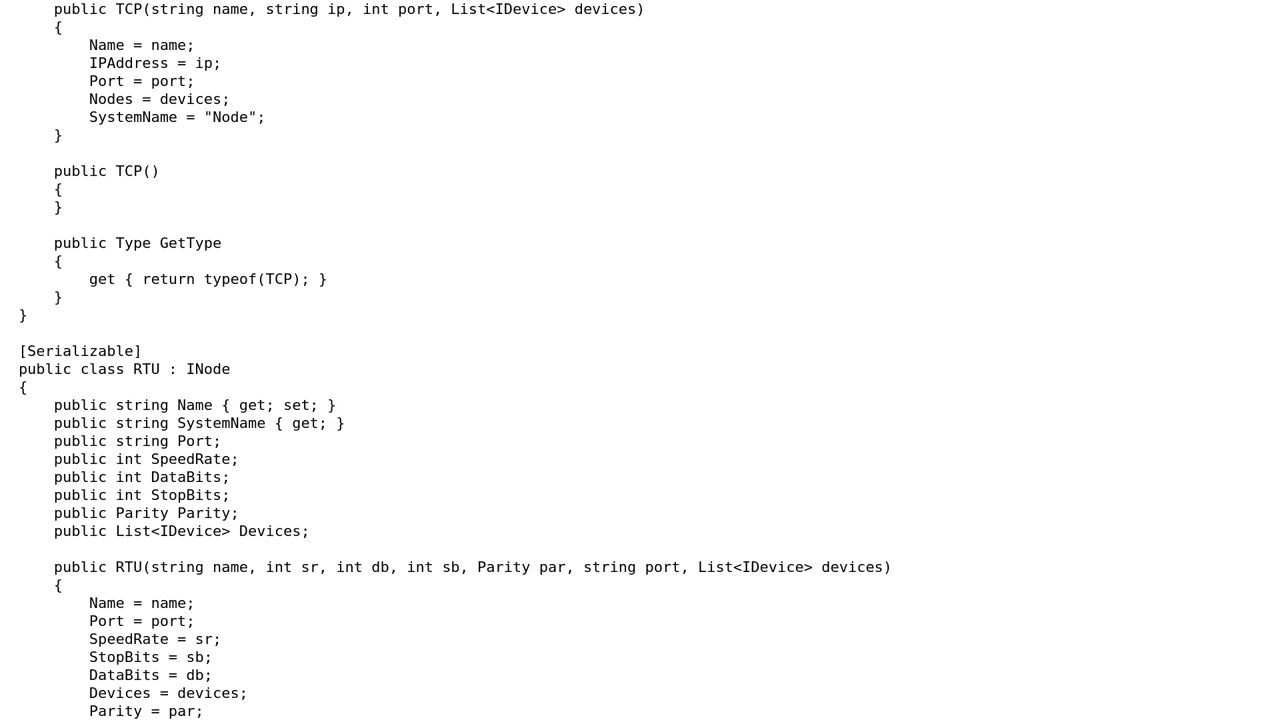 public TCP(string name, string ip, int port, List<IDevice> devices)
{
Name = name;
IPAddress = ip;
Port = port;
Nodes = devices;
SystemName = "Node";
}
public TCP()
{
}
public Type GetType
{
get { return typeof(TCP); }
}
}
[Serializable]
public class RTU : INode
{
public string Name { get; set; }
public string SystemName { get; }
public string Port;
public int SpeedRate;
public int DataBits;
public int StopBits;
public Parity Parity;
public List<IDevice> Devices;
public RTU(string name, int sr, int db, int sb, Parity par, string port, List<IDevice> devices)
{
Name = name;
Port = port;
SpeedRate = sr;
StopBits = sb;
DataBits = db;
Devices = devices;
Parity = par;